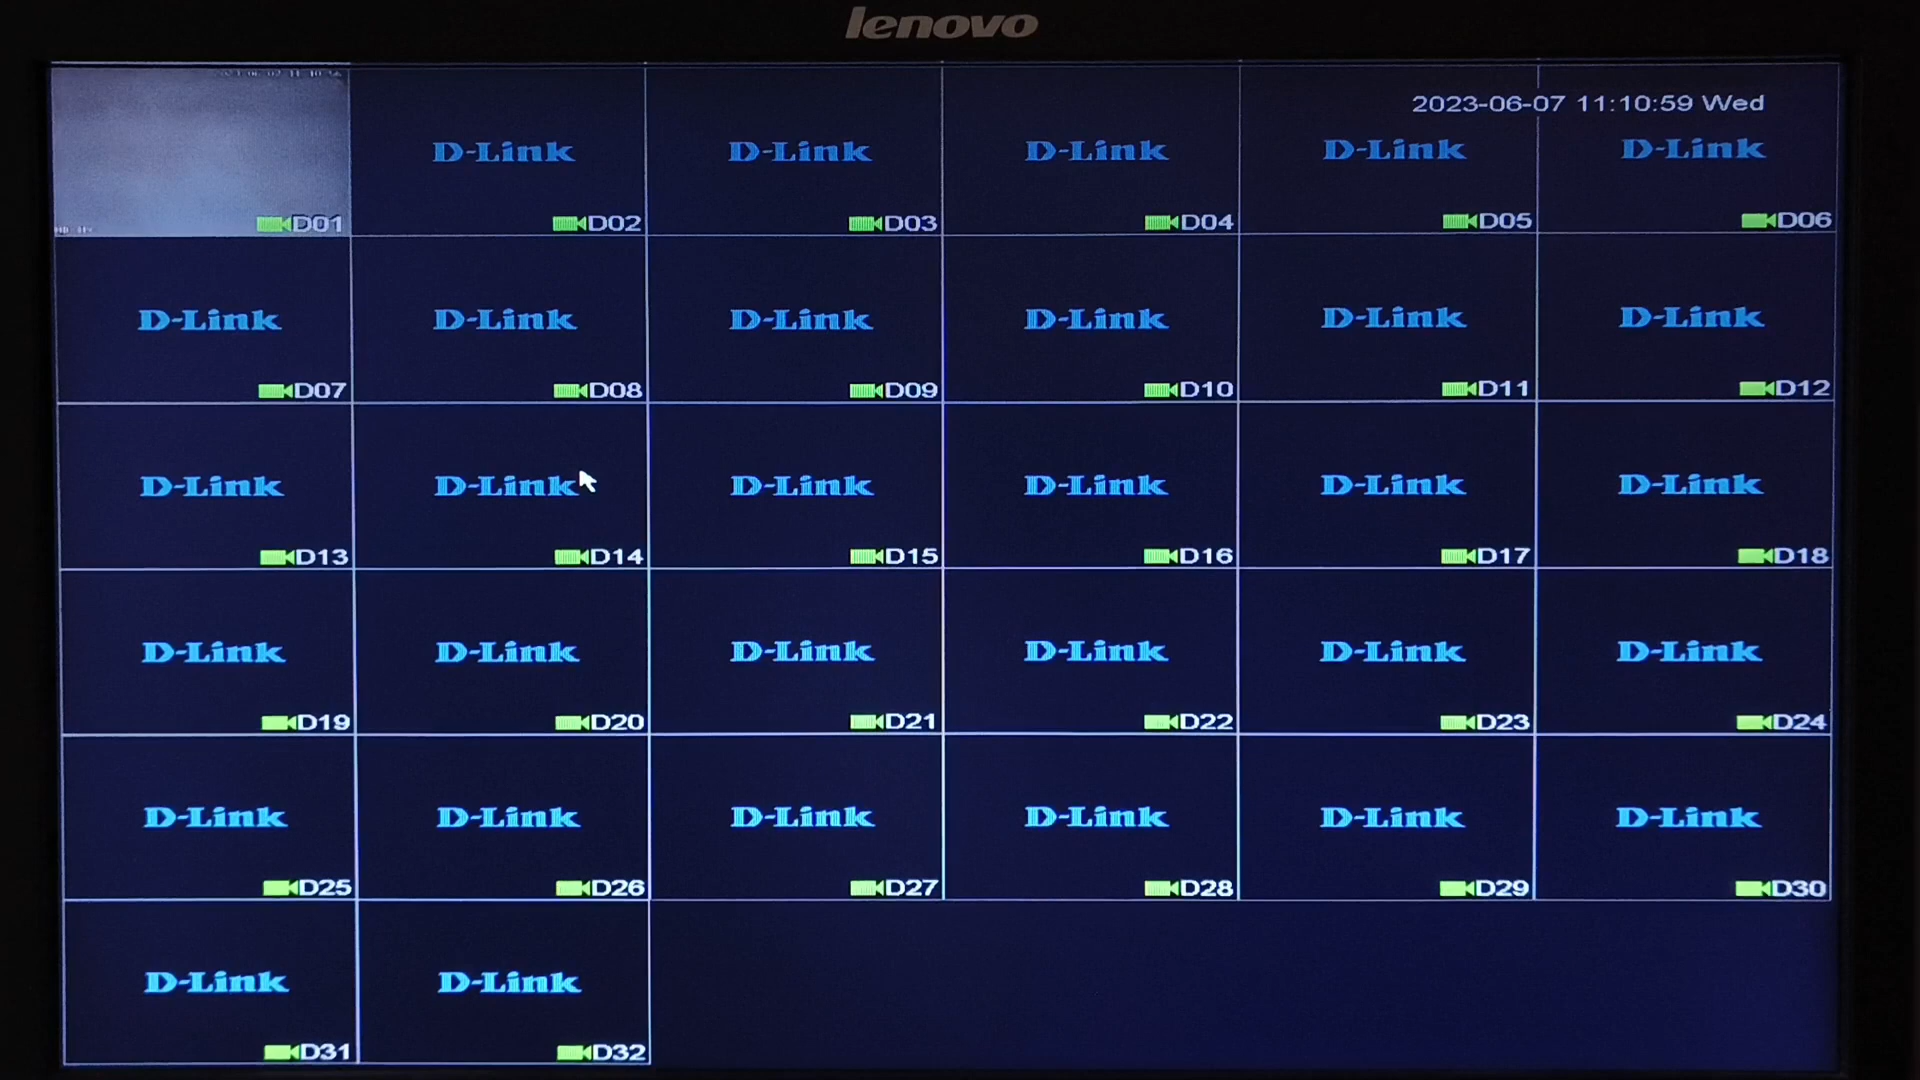 lenovo
2023-06-07 11:10:59 Wed
D01
D-Link D02
D-Link D03
D-Link D04
D-Link D05
D-Link D06
D-Link D07
D-Link D08
D-Link D09
D-Link D10
D-Link D11
D-Link D12
D-Link D13
D-Link D14
D-Link D15
D-Link D16
D-Link D17
D-Link D18
D-Link D19
D-Link D20
D-Link D21
D-Link D22
D-Link D23
D-Link D24
D-Link D25
D-Link D26
D-Link D27
D-Link D28
D-Link D29
D-Link D30
D-Link D31
D-Link D32